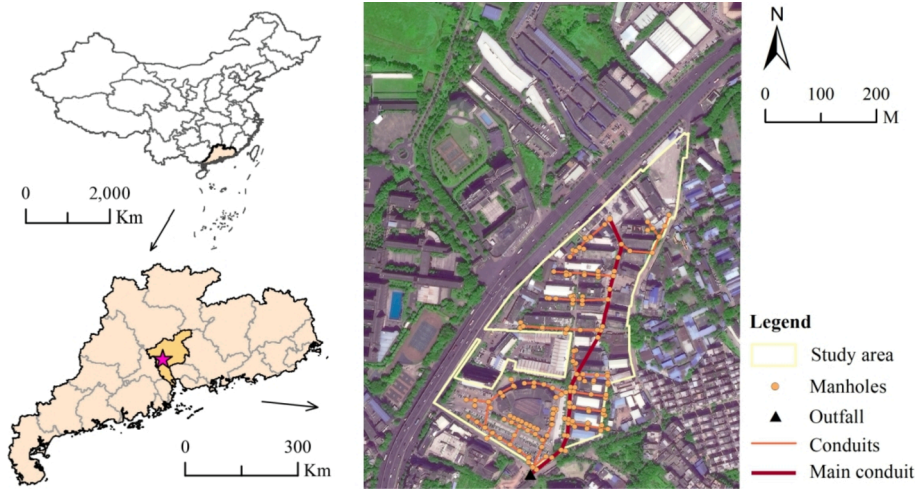 0 2,000
Km
0 300
Km
N
0 100 200
M
Legend
Study area
Manholes
Outfall
Conduits
Main conduit